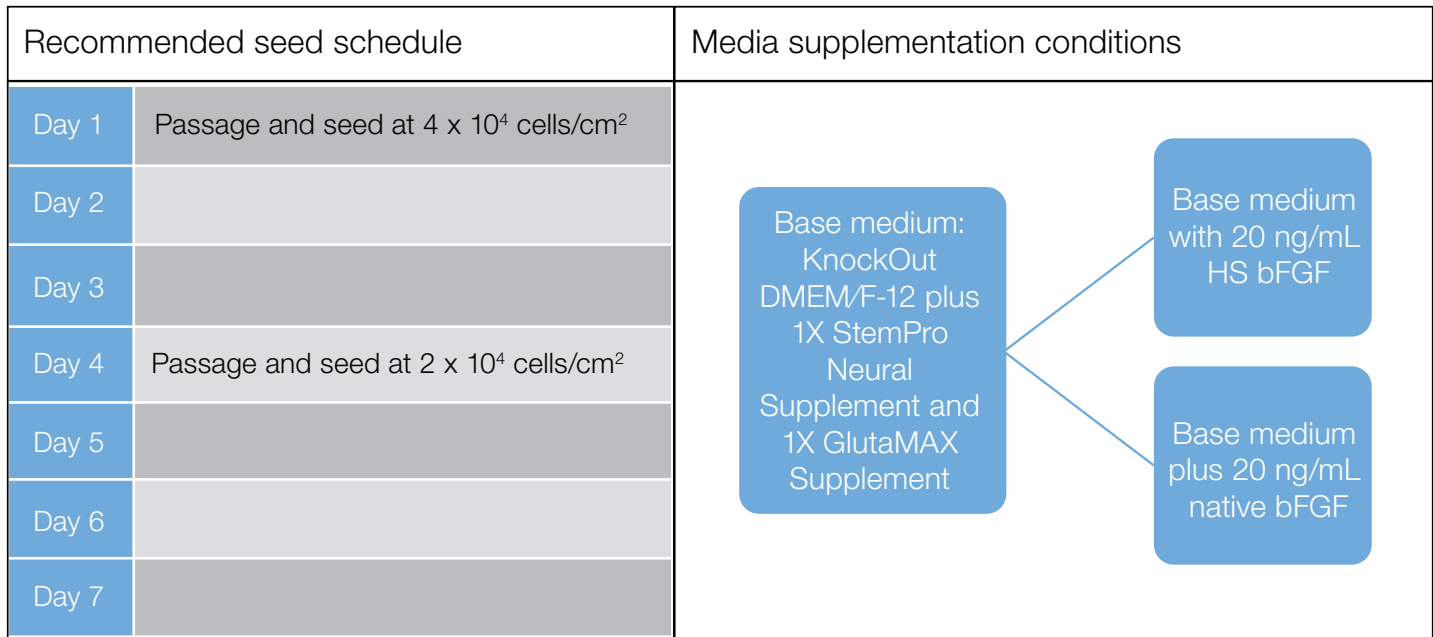 Recommended seed schedule
Media supplementation conditions
Day 1
Passage and seed at 4 x 10⁴ cells/cm²
Day 2
Day 3
Day 4
Passage and seed at 2 x 10⁴ cells/cm²
Day 5
Day 6
Day 7
Base medium:
KnockOut
DMEM/F-12 plus
1X StemPro
Neural
Supplement and
1X GlutaMAX
Supplement
Base medium
with 20 ng/mL
HS bFGF
Base medium
plus 20 ng/mL
native bFGF